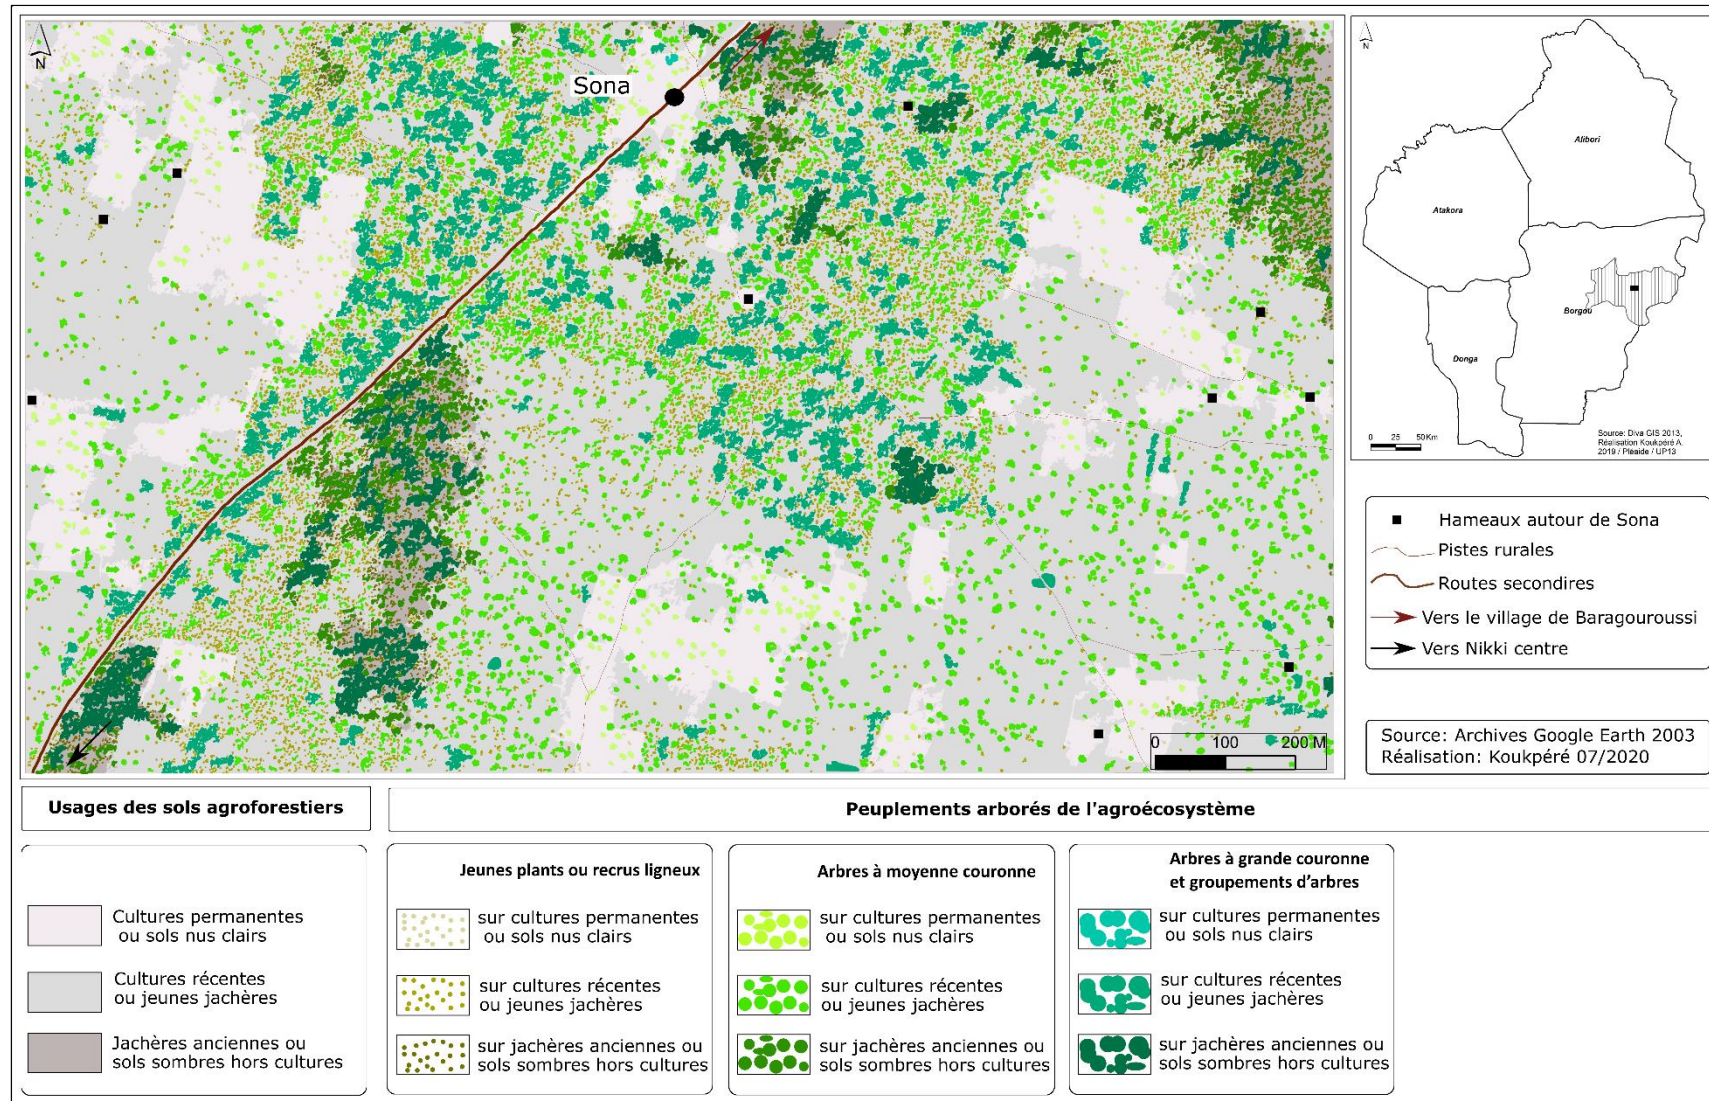 N
Sona
0 100 200 M
N
Alibori
Atakora
Borgou
Donga
0 25 50 Km
Source: Diva GIS 2013,
Réalisation Koukpéré A.
2019 / Pléaide / UP13
Hameaux autour de Sona
Pistes rurales
Routes secondires
Vers le village de Baragouroussi
Vers Nikki centre
Source: Archives Google Earth 2003
Réalisation: Koukpéré 07/2020
Usages des sols agroforestiers
Peuplements arborés de l'agroécosystème
Cultures permanentes
ou sols nus clairs
Cultures récentes
ou jeunes jachères
Jachères anciennes ou
sols sombres hors cultures
Jeunes plants ou recrus ligneux
sur cultures permanentes
ou sols nus clairs
sur cultures récentes
ou jeunes jachères
sur jachères anciennes ou
sols sombres hors cultures
Arbres à moyenne couronne
sur cultures permanentes
ou sols nus clairs
sur cultures récentes
ou jeunes jachères
sur jachères anciennes ou
sols sombres hors cultures
Arbres à grande couronne
et groupements d'arbres
sur cultures permanentes
ou sols nus clairs
sur cultures récentes
ou jeunes jachères
sur jachères anciennes ou
sols sombres hors cultures